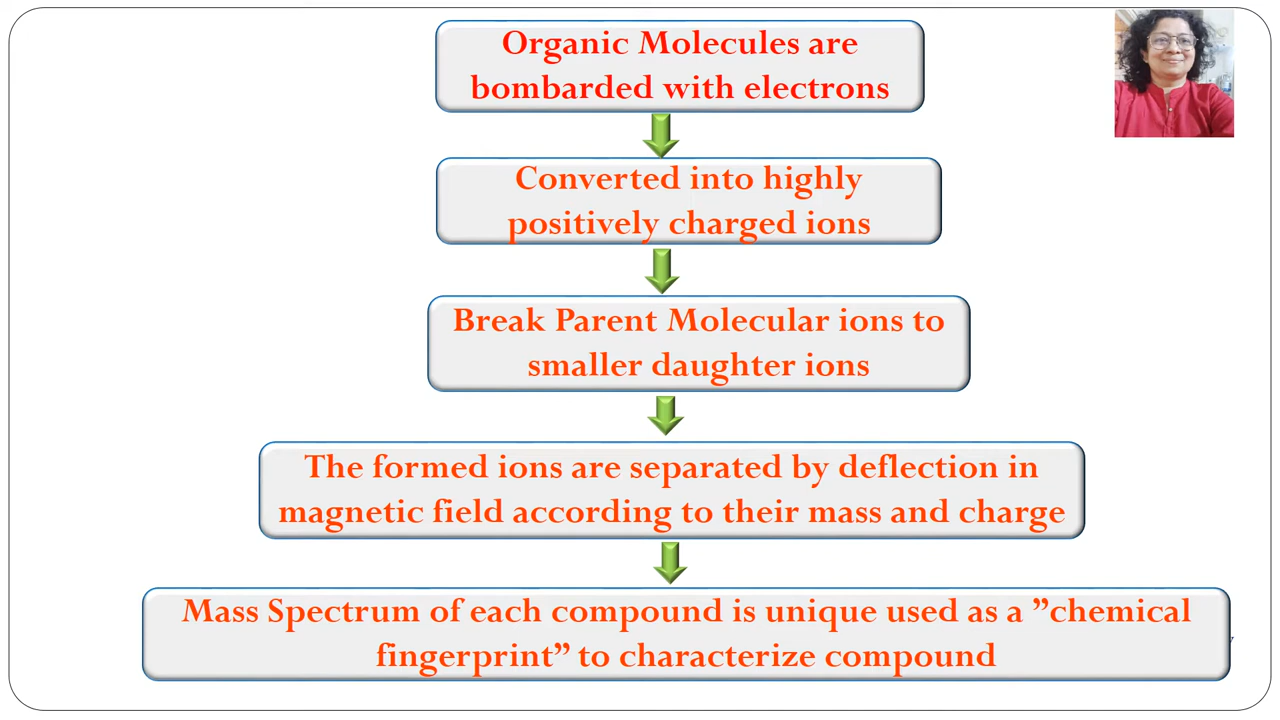 Organic Molecules are
bombarded with electrons
Converted into highly
positively charged ions
Break Parent Molecular ions to
smaller daughter ions
The formed ions are separated by deflection in
magnetic field according to their mass and charge
Mass Spectrum of each compound is unique used as a ”chemical
fingerprint” to characterize compound